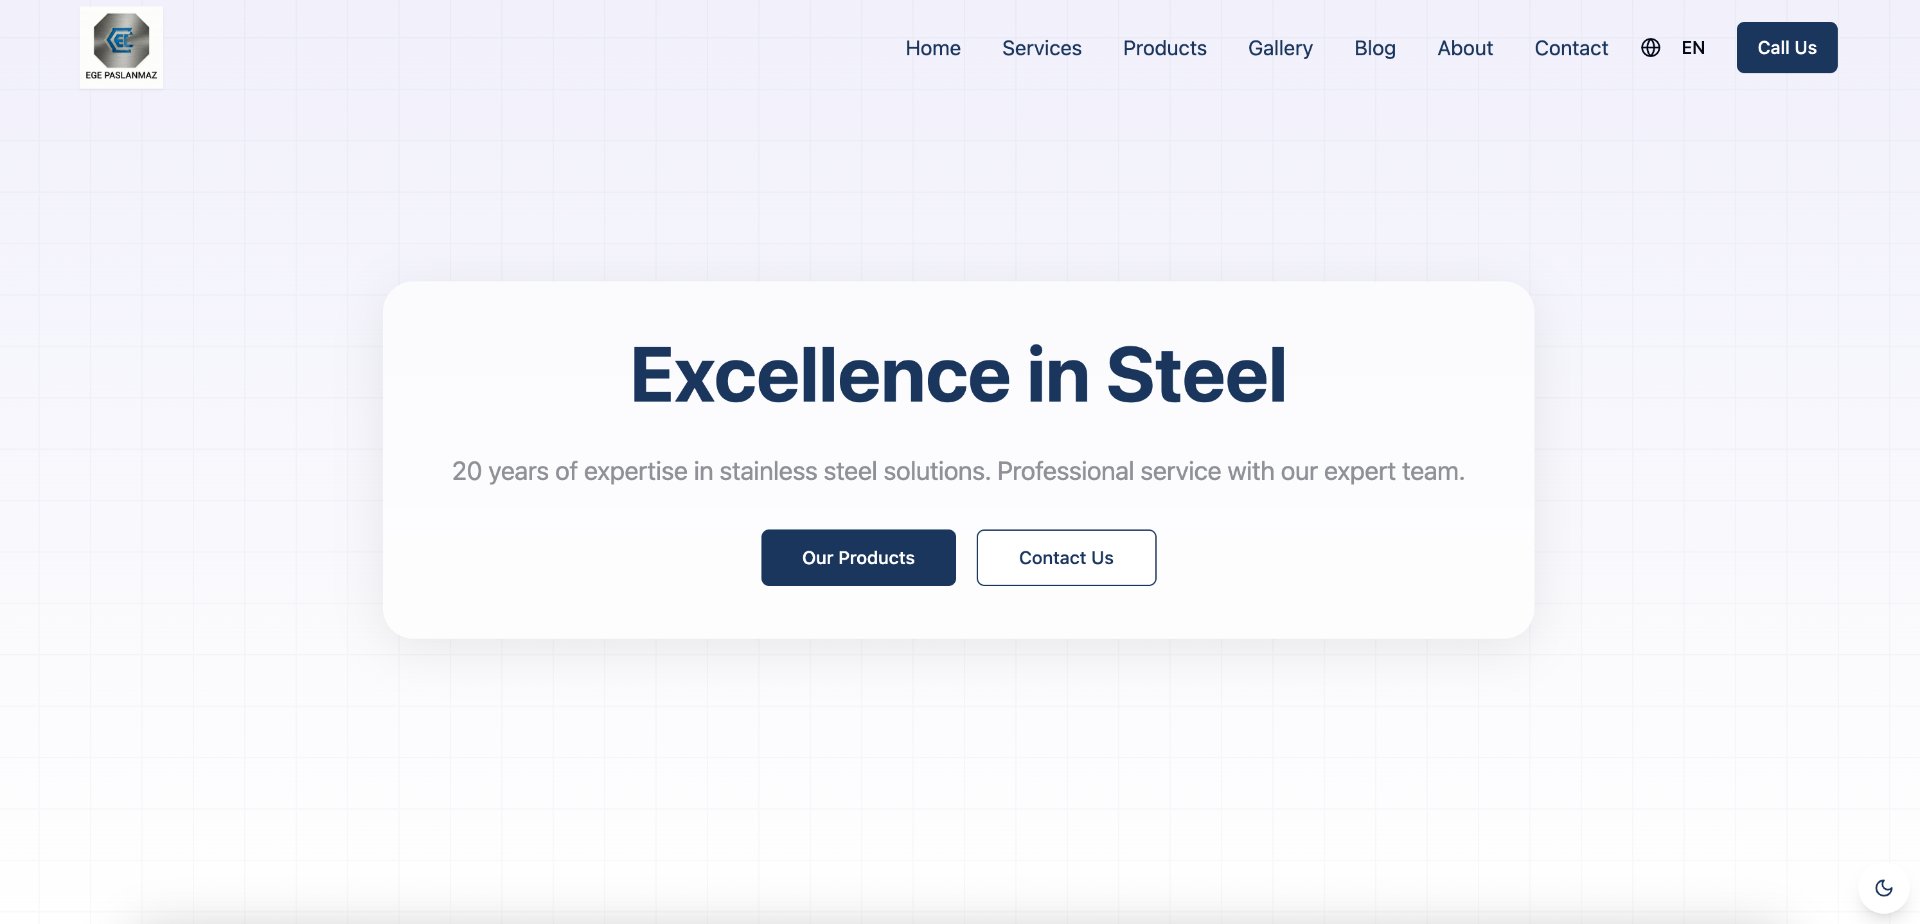 EGE PASLANMAZ
Home
Services
Products
Gallery
Blog
About
Contact
EN
Call Us
Excellence in Steel
20 years of expertise in stainless steel solutions. Professional service with our expert team.
Our Products
Contact Us